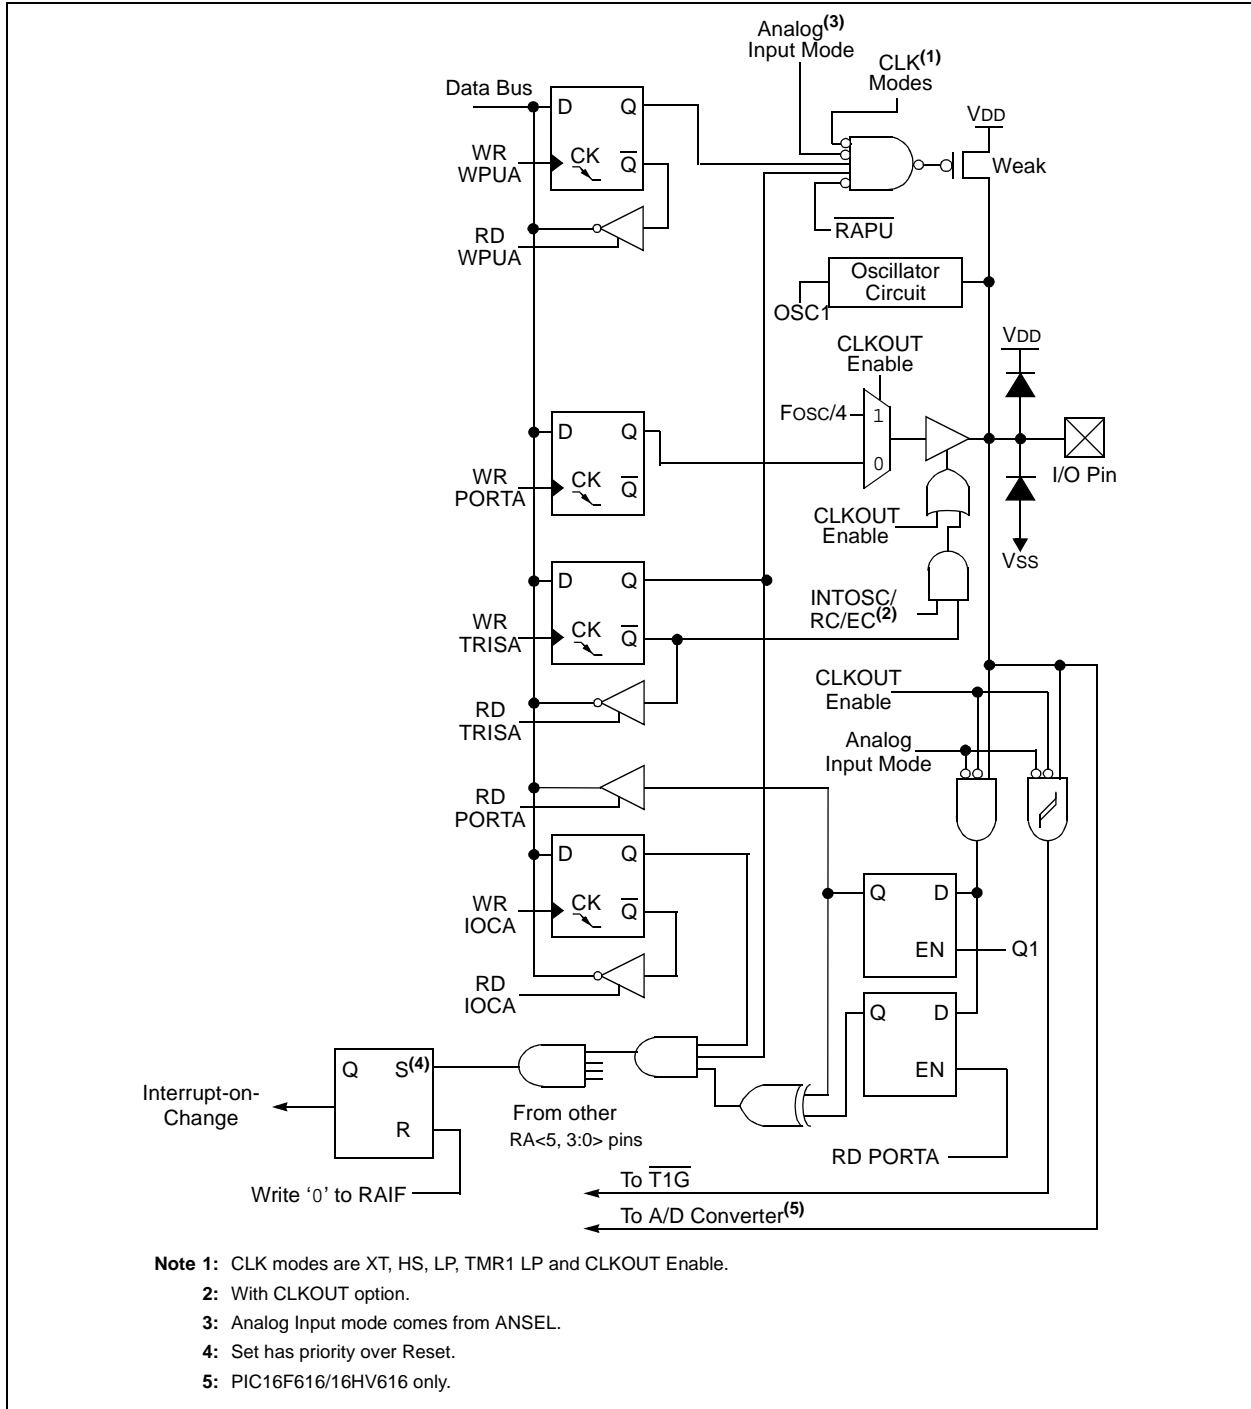 Analog(3)
Input Mode
CLK(1)
Modes
Data Bus
D Q
VDD
WR
WPUA
CK Q
Weak
RD
WPUA
RAPU
Oscillator
Circuit
OSC1
CLKOUT
Enable
VDD
FOSC/4
1
0
D Q
WR
PORTA
CK Q
I/O Pin
CLKOUT
Enable
VSS
D Q
INTOSC/
RC/EC(2)
WR
TRISA
CK Q
CLKOUT
Enable
RD
TRISA
Analog
Input Mode
RD
PORTA
D Q
Q D
WR
IOCA
CK Q
EN
Q1
RD
IOCA
Q D
EN
Q S(4)
R
Interrupt-on-
Change
From other
RA<5, 3:0> pins
RD PORTA
Write ‘0’ to RAIF
To T1G
To A/D Converter(5)
Note 1: CLK modes are XT, HS, LP, TMR1 LP and CLKOUT Enable.
2: With CLKOUT option.
3: Analog Input mode comes from ANSEL.
4: Set has priority over Reset.
5: PIC16F616/16HV616 only.